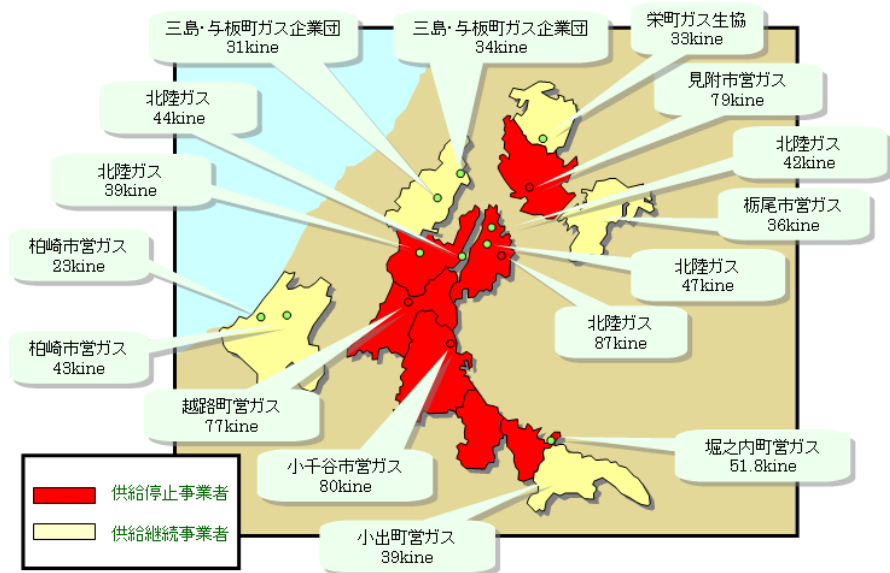 三島・与板町ガス企業団
31kine
三島・与板町ガス企業団
34kine
栄町ガス生協
33kine
見附市営ガス
79kine
北陸ガス
44kine
北陸ガス
42kine
北陸ガス
39kine
栃尾市営ガス
36kine
柏崎市営ガス
23kine
北陸ガス
47kine
北陸ガス
87kine
柏崎市営ガス
43kine
越路町営ガス
77kine
小千谷市営ガス
80kine
堀之内町営ガス
51.8kine
小出町営ガス
39kine
供給停止事業者
供給継続事業者